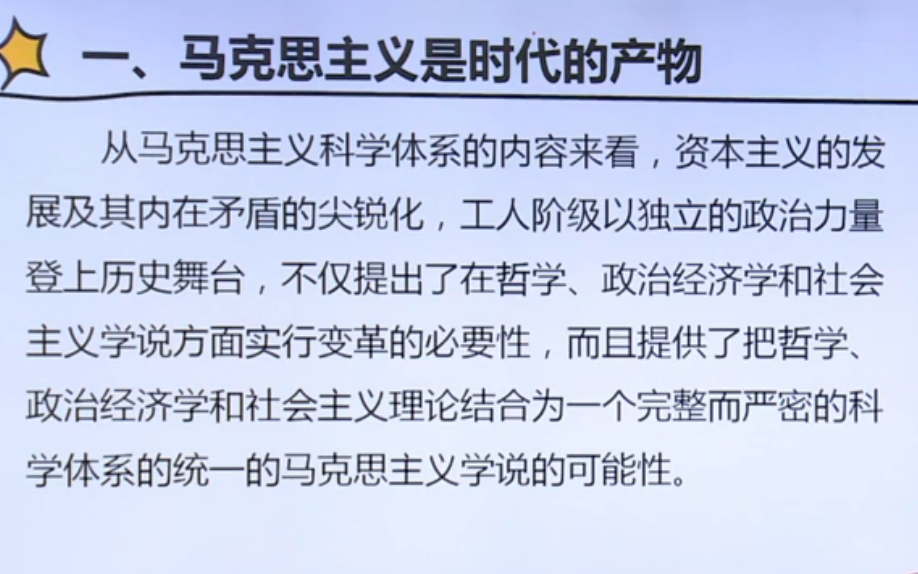 一、马克思主义是时代的产物
从马克思主义科学体系的内容来看，资本主义的发
展及其内在矛盾的尖锐化，工人阶级以独立的政治力量
登上历史舞台，不仅提出了在哲学、政治经济学和社会
主义学说方面实行变革的必要性，而且提供了把哲学、
政治经济学和社会主义理论结合为一个完整而严密的科
学体系的统一的马克思主义学说的可能性。